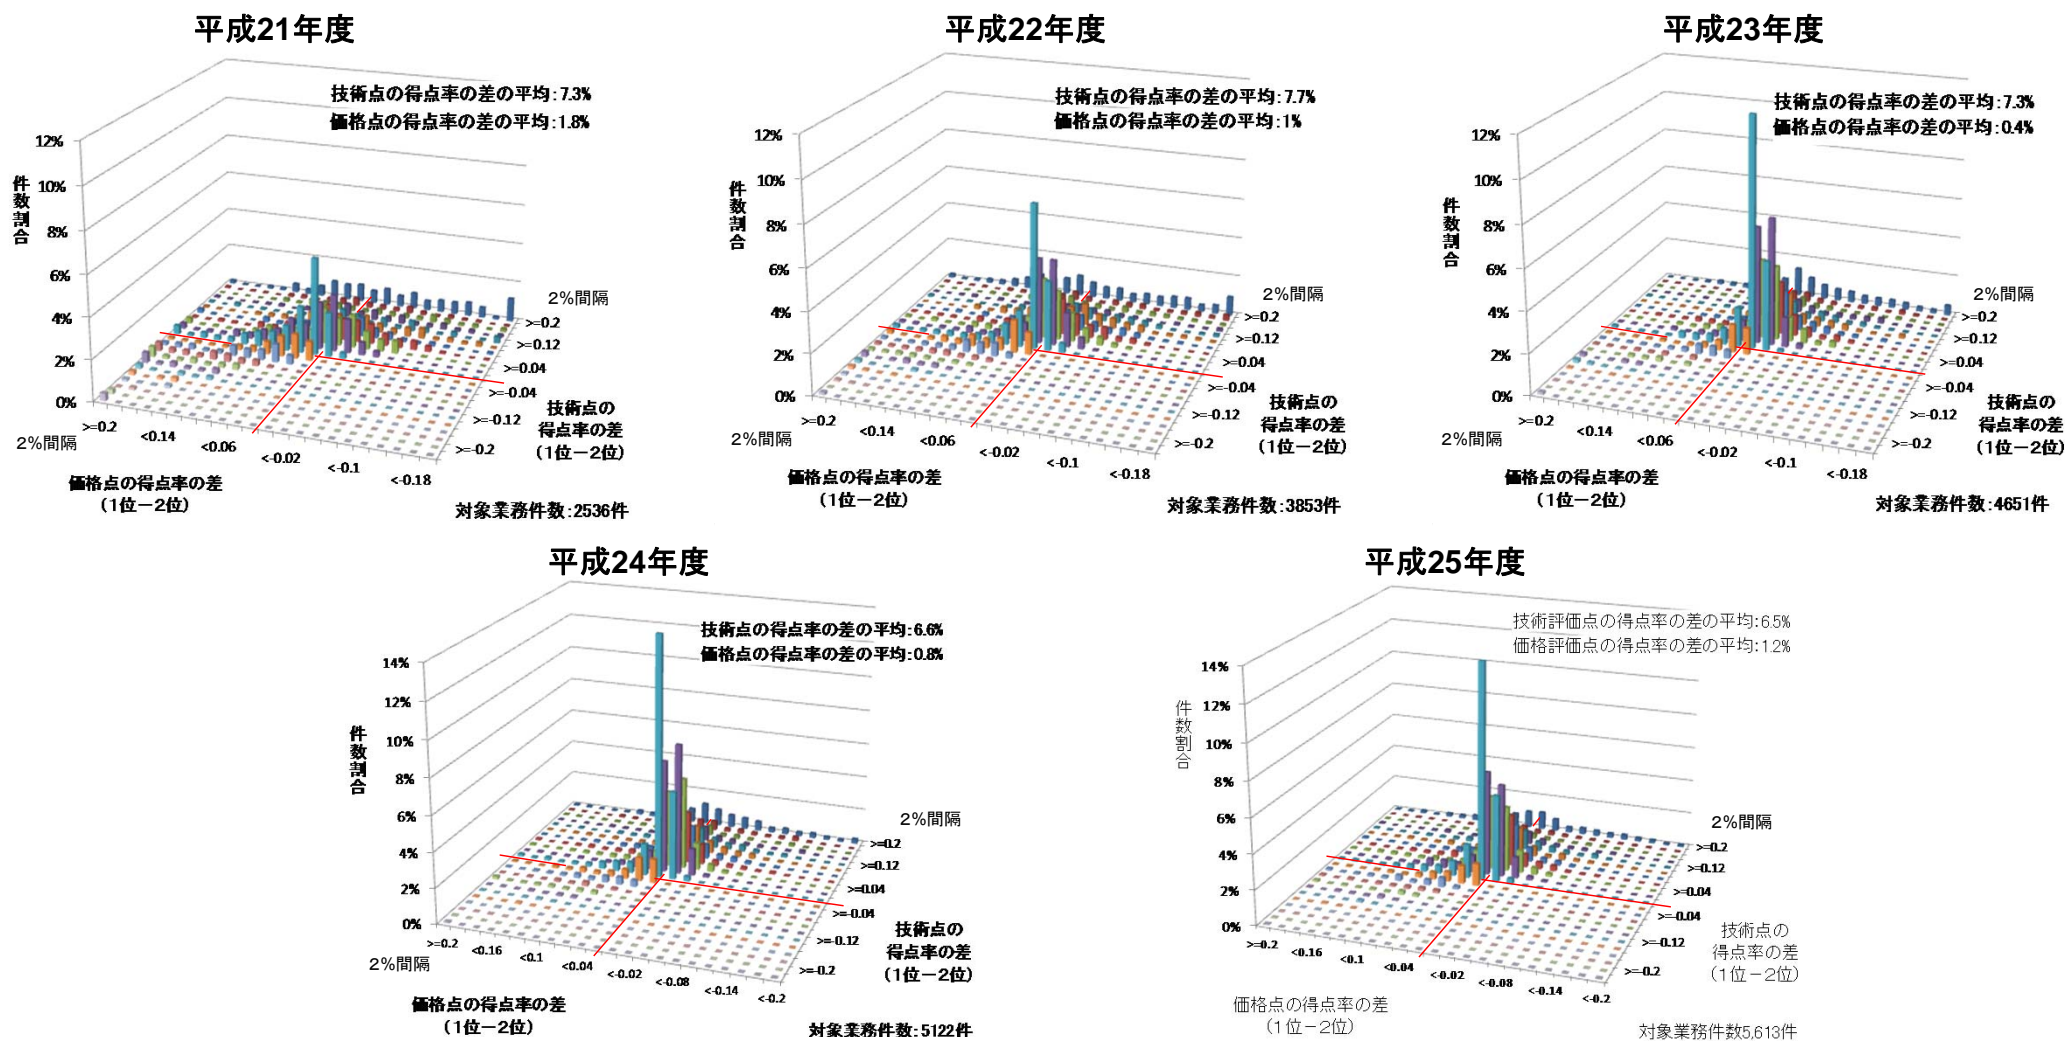 平成21年度
技術点の得点率の差の平均:7.3%
価格点の得点率の差の平均:1.8%
12%
10%
8%
6%
4%
2%
0%
件数割合
2%間隔
>=0.2
>=0.12
>=0.04
>=-0.04
>=-0.12
>=-0.2
技術点の
得点率の差
(1位-2位)
>=0.2
<0.14
<0.06
<-0.02
<-0.1
<-0.18
2%間隔
価格点の得点率の差
(1位-2位)
対象業務件数:2536件
平成22年度
技術点の得点率の差の平均:7.7%
価格点の得点率の差の平均:1%
12%
10%
8%
6%
4%
2%
0%
件数割合
2%間隔
>=0.2
>=0.12
>=0.04
>=-0.04
>=-0.12
>=-0.2
技術点の
得点率の差
(1位-2位)
>=0.2
<0.14
<0.06
<-0.02
<-0.1
<-0.18
2%間隔
価格点の得点率の差
(1位-2位)
対象業務件数:3853件
平成23年度
技術点の得点率の差の平均:7.3%
価格点の得点率の差の平均:0.4%
12%
10%
8%
6%
4%
2%
0%
件数割合
2%間隔
>=0.2
>=0.12
>=0.04
>=-0.04
>=-0.12
>=-0.2
技術点の
得点率の差
(1位-2位)
>=0.2
<0.14
<0.06
<-0.02
<-0.1
<-0.18
2%間隔
価格点の得点率の差
(1位-2位)
対象業務件数:4651件
平成24年度
技術点の得点率の差の平均:6.6%
価格点の得点率の差の平均:0.8%
14%
12%
10%
8%
6%
4%
2%
0%
件数割合
2%間隔
>=0.2
>=0.12
>=0.04
>=-0.04
>=-0.12
>=-0.2
技術点の
得点率の差
(1位-2位)
>=0.2
<0.16
<0.1
<0.04
<-0.02
<-0.08
<-0.14
<-0.2
2%間隔
価格点の得点率の差
(1位-2位)
対象業務件数:5122件
平成25年度
技術評価点の得点率の差の平均:6.5%
価格評価点の得点率の差の平均:1.2%
14%
12%
10%
8%
6%
4%
2%
0%
件数割合
2%間隔
>=0.2
>=0.12
>=0.04
>=-0.04
>=-0.12
>=-0.2
技術点の
得点率の差
(1位-2位)
>=0.2
<0.16
<0.1
<0.04
<-0.02
<-0.08
<-0.14
<-0.2
価格点の得点率の差
(1位-2位)
対象業務件数5,613件